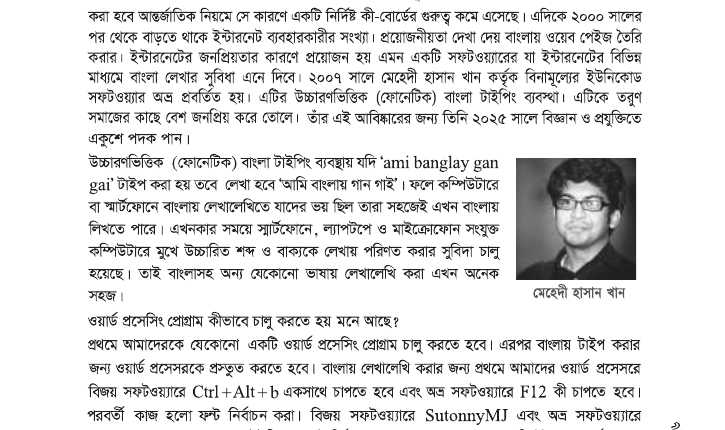 করা হবে আন্তর্জাতিক নিয়মে সে কারণে একটি নির্দিষ্ট কী-বোর্ডের গুরুত্ব কমে এসেছে। এদিকে ২০০০ সালের
পর থেকে বাড়তে থাকে ইন্টারনেট ব্যবহারকারীর সংখ্যা। প্রয়োজনীয়তা দেখা দেয় বাংলায় ওয়েব পেইজ তৈরি
করার। ইন্টারনেটের জনপ্রিয়তার কারণে প্রয়োজন হয় এমন একটি সফটওয়্যারের যা ইন্টারনেটের বিভিন্ন
মাধ্যমে বাংলা লেখার সুবিধা এনে দিবে। ২০০৭ সালে মেহেদী হাসান খান কর্তৃক বিনামূল্যের ইউনিকোড
সফটওয়্যার অভ্র প্রবর্তিত হয়। এটির উচ্চারণভিত্তিক (ফোনেটিক) বাংলা টাইপিং ব্যবস্থা। এটিকে তরুণ
সমাজের কাছে বেশ জনপ্রিয় করে তোলে। তাঁর এই আবিষ্কারের জন্য তিনি ২০২৫ সালে বিজ্ঞান ও প্রযুক্তিতে
একুশে পদক পান।
উচ্চারণভিত্তিক (ফোনেটিক) বাংলা টাইপিং ব্যবস্থায় যদি ‘ami banglay gan
gai’ টাইপ করা হয় তবে লেখা হবে ‘আমি বাংলায় গান গাই’। ফলে কম্পিউটারে
বা স্মার্টফোনে বাংলায় লেখালেখিতে যাদের ভয় ছিল তারা সহজেই এখন বাংলায়
লিখতে পারে। এখনকার সময়ে স্মার্টফোনে, ল্যাপটপে ও মাইক্রোফোন সংযুক্ত
কম্পিউটারে মুখে উচ্চারিত শব্দ ও বাক্যকে লেখায় পরিণত করার সুবিদা চালু
হয়েছে। তাই বাংলাসহ অন্য যেকোনো ভাষায় লেখালেখি করা এখন অনেক
সহজ।
মেহেদী হাসান খান
ওয়ার্ড প্রসেসিং প্রোগ্রাম কীভাবে চালু করতে হয় মনে আছে?
প্রথমে আমাদেরকে যেকোনো একটি ওয়ার্ড প্রসেসিং প্রোগ্রাম চালু করতে হবে। এরপর বাংলায় টাইপ করার
জন্য ওয়ার্ড প্রসেসরকে প্রস্তুত করতে হবে। বাংলায় লেখালেখি করার জন্য প্রথমে আমাদের ওয়ার্ড প্রসেসরে
বিজয় সফটওয়্যারে Ctrl+Alt+b একসাথে চাপতে হবে এবং অভ্র সফটওয়্যারে F12 কী চাপতে হবে।
পরবর্তী কাজ হলো ফন্ট নির্বাচন করা। বিজয় সফটওয়্যারে SutonnyMJ এবং অভ্র সফটওয়্যারে